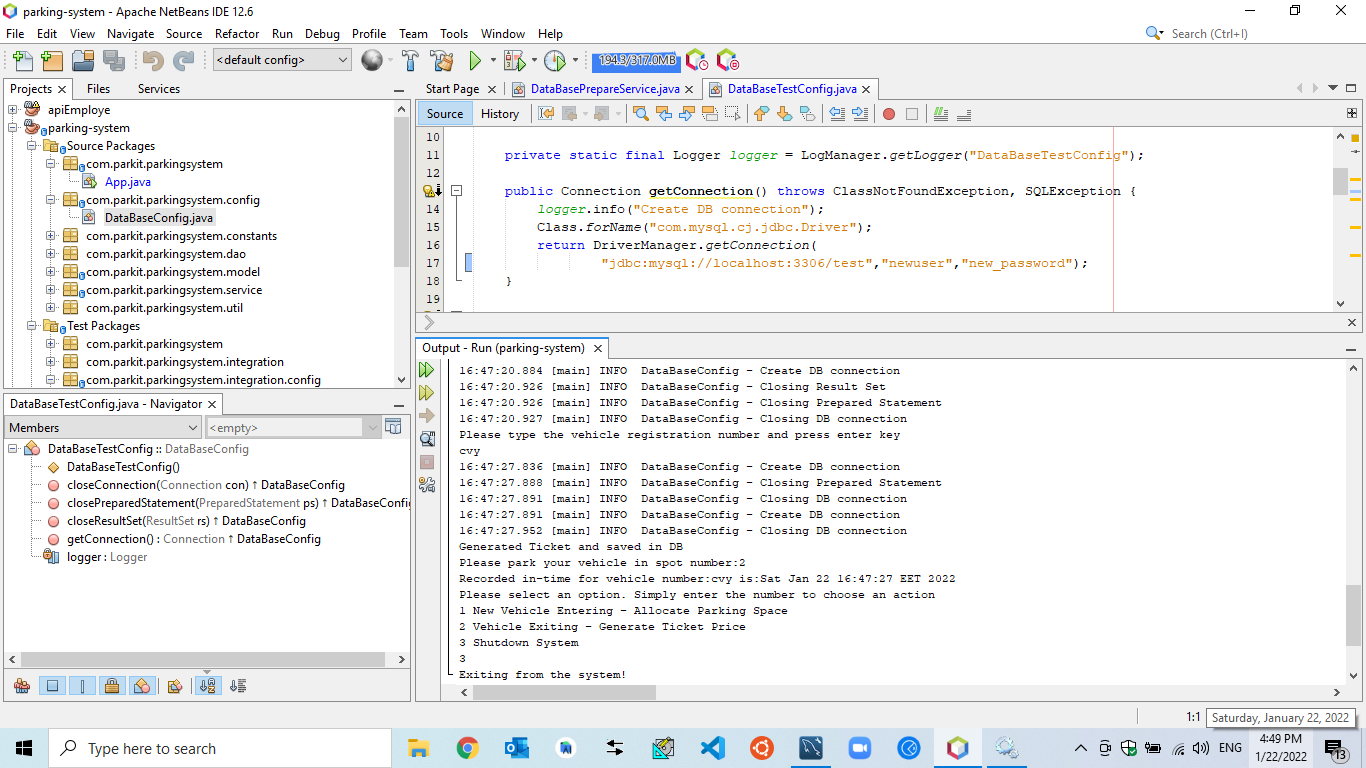 parking-system - Apache NetBeans IDE 12.6
File Edit View Navigate Source Refactor Run Debug Profile Team Tools Window Help
Search (Ctrl+I)
<default config>
194.3/317.0MB
Projects Files Services
apiEmploye
parking-system
Source Packages
com.parkit.parkingsystem
App.java
com.parkit.parkingsystem.config
DataBaseConfig.java
com.parkit.parkingsystem.constants
com.parkit.parkingsystem.dao
com.parkit.parkingsystem.model
com.parkit.parkingsystem.service
com.parkit.parkingsystem.util
Test Packages
com.parkit.parkingsystem
com.parkit.parkingsystem.integration
com.parkit.parkingsystem.integration.config
DataBaseTestConfig.java - Navigator
Members
<empty>
DataBaseTestConfig :: DataBaseConfig
DataBaseTestConfig()
closeConnection(Connection con) ↑ DataBaseConfig
closePreparedStatement(PreparedStatement ps) ↑ DataBaseConfig
closeResultSet(ResultSet rs) ↑ DataBaseConfig
getConnection() : Connection ↑ DataBaseConfig
logger : Logger
Start Page DataBasePrepareService.java DataBaseTestConfig.java
Source History
10
11 private static final Logger logger = LogManager.getLogger("DataBaseTestConfig");
12
public Connection getConnection() throws ClassNotFoundException, SQLException {
14 logger.info("Create DB connection");
15 Class.forName("com.mysql.cj.jdbc.Driver");
16 return DriverManager.getConnection(
17 "jdbc:mysql://localhost:3306/test","newuser","new_password");
18 }
19
Output - Run (parking-system)
16:47:20.884 [main] INFO  DataBaseConfig - Create DB connection
16:47:20.926 [main] INFO  DataBaseConfig - Closing Result Set
16:47:20.926 [main] INFO  DataBaseConfig - Closing Prepared Statement
16:47:20.927 [main] INFO  DataBaseConfig - Closing DB connection
Please type the vehicle registration number and press enter key
cvy
16:47:27.836 [main] INFO  DataBaseConfig - Create DB connection
16:47:27.888 [main] INFO  DataBaseConfig - Closing Prepared Statement
16:47:27.891 [main] INFO  DataBaseConfig - Closing DB connection
16:47:27.891 [main] INFO  DataBaseConfig - Create DB connection
16:47:27.952 [main] INFO  DataBaseConfig - Closing DB connection
Generated Ticket and saved in DB
Please park your vehicle in spot number:2
Recorded in-time for vehicle number:cvy is:Sat Jan 22 16:47:27 EET 2022
Please select an option. Simply enter the number to choose an action
1 New Vehicle Entering - Allocate Parking Space
2 Vehicle Exiting - Generate Ticket Price
3 Shutdown System
3
Exiting from the system!
1:1
Saturday, January 22, 2022
Type here to search
ENG
4:49 PM
1/22/2022
13